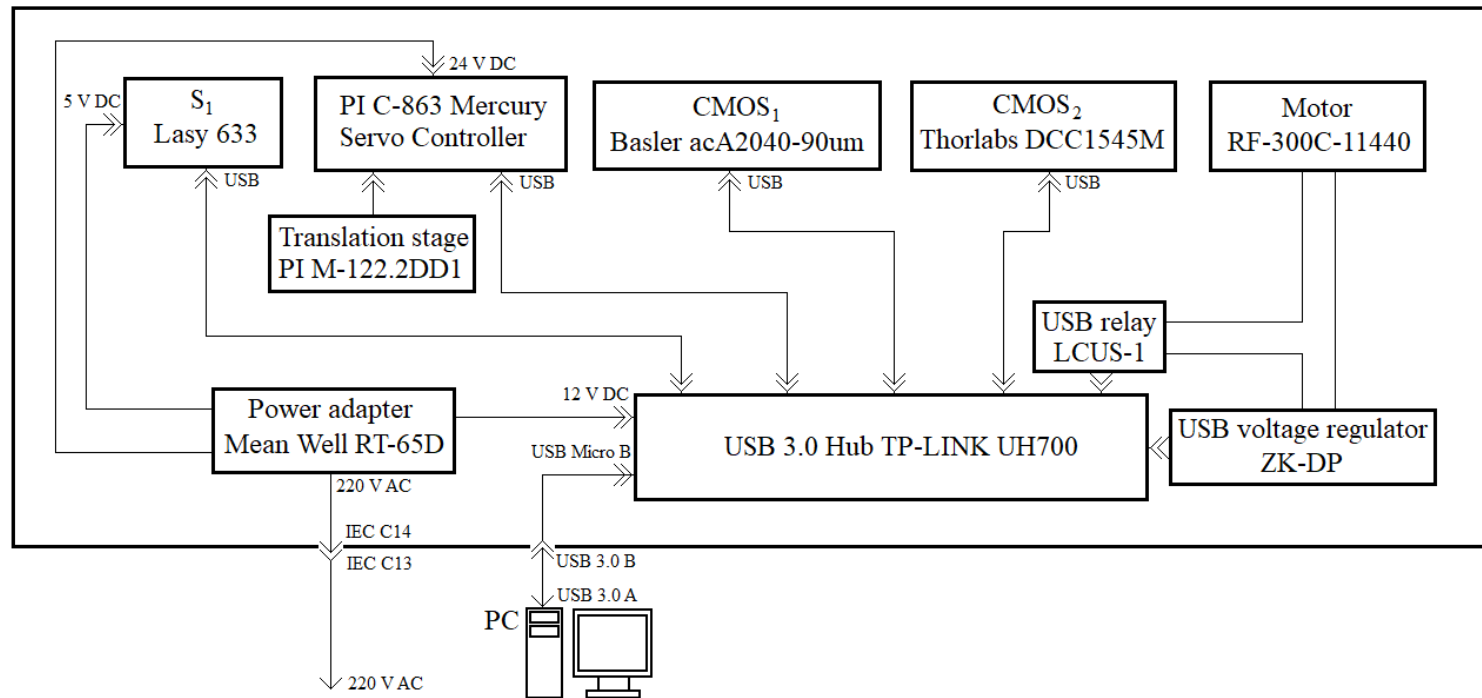 24 V DC
5 V DC
S₁
Lasy 633
USB
PI C-863 Mercury
Servo Controller
USB
CMOS₁
Basler acA2040-90um
USB
CMOS₂
Thorlabs DCC1545M
USB
Motor
RF-300C-11440
Translation stage
PI M-122.2DD1
USB relay
LCUS-1
Power adapter
Mean Well RT-65D
12 V DC
USB Micro B
USB 3.0 Hub TP-LINK UH700
USB voltage regulator
ZK-DP
220 V AC
IEC C14
IEC C13
USB 3.0 B
USB 3.0 A
PC
220 V AC